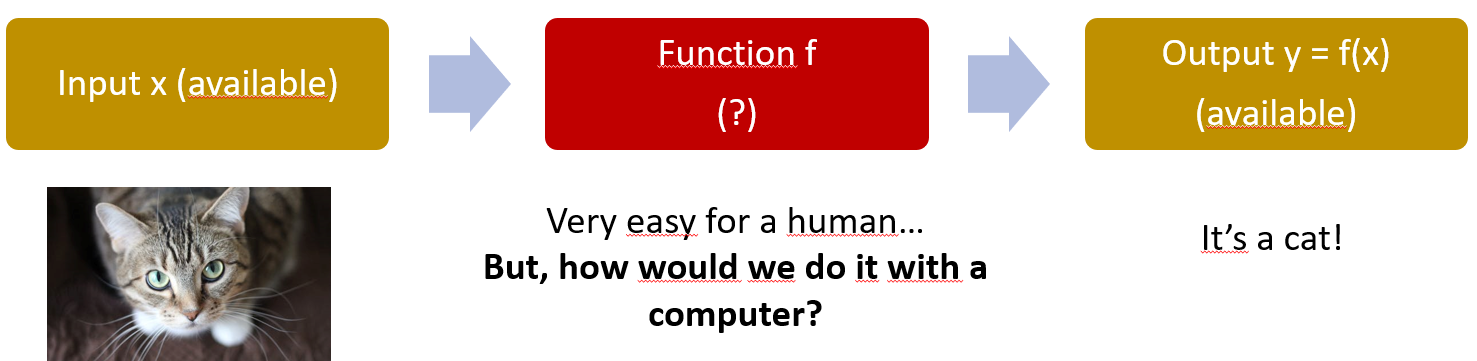 Input x (available)
Function f
(?)
Output y = f(x)
(available)
Very easy for a human...
But, how would we do it with a
computer?
It’s a cat!